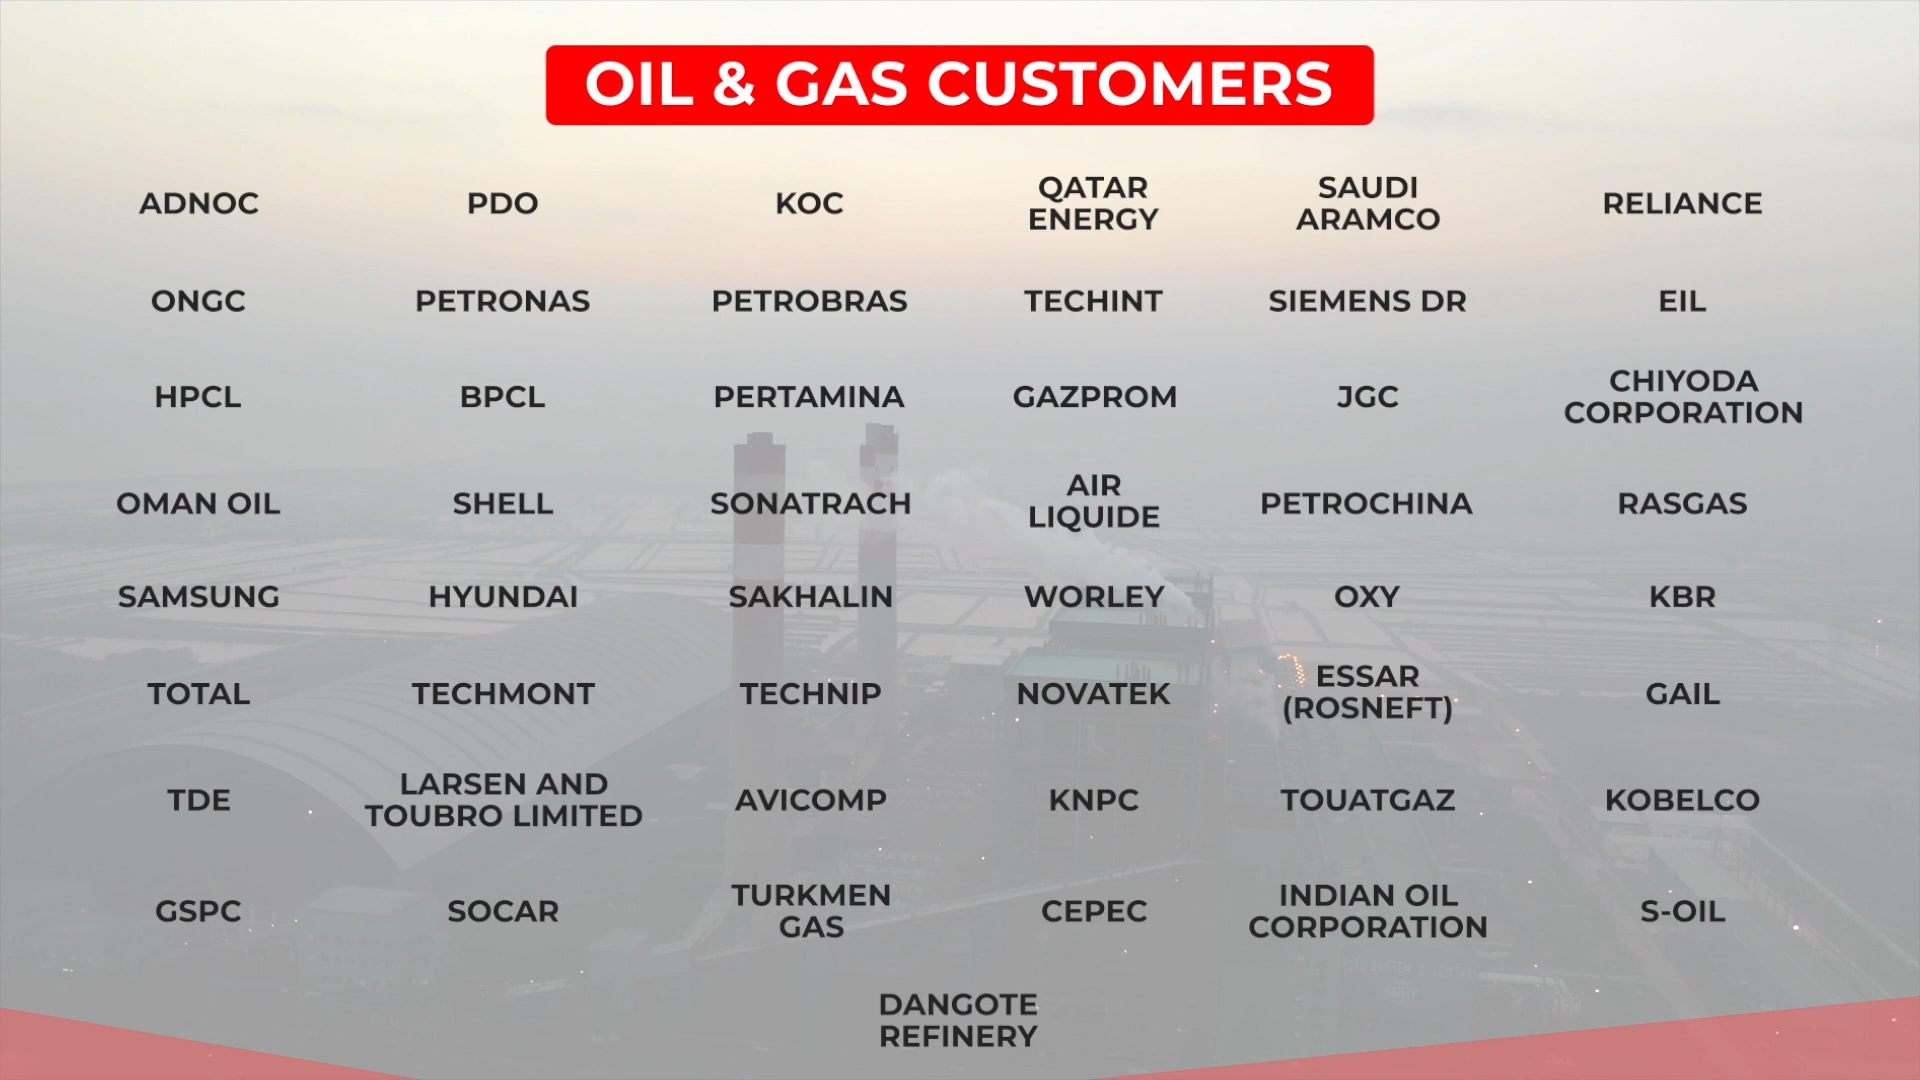 OIL & GAS CUSTOMERS
ADNOC
PDO
KOC
QATAR
ENERGY
SAUDI
ARAMCO
RELIANCE
ONGC
PETRONAS
PETROBRAS
TECHINT
SIEMENS DR
EIL
HPCL
BPCL
PERTAMINA
GAZPROM
JGC
CHIYODA
CORPORATION
OMAN OIL
SHELL
SONATRACH
AIR
LIQUIDE
PETROCHINA
RASGAS
SAMSUNG
HYUNDAI
SAKHALIN
WORLEY
OXY
KBR
TOTAL
TECHMONT
TECHNIP
NOVATEK
ESSAR
(ROSNEFT)
GAIL
TDE
LARSEN AND
TOUBRO LIMITED
AVICOMP
KNPC
TOUATGAZ
KOBELCO
GSPC
SOCAR
TURKMEN
GAS
CEPEC
INDIAN OIL
CORPORATION
S-OIL
DANGOTE
REFINERY